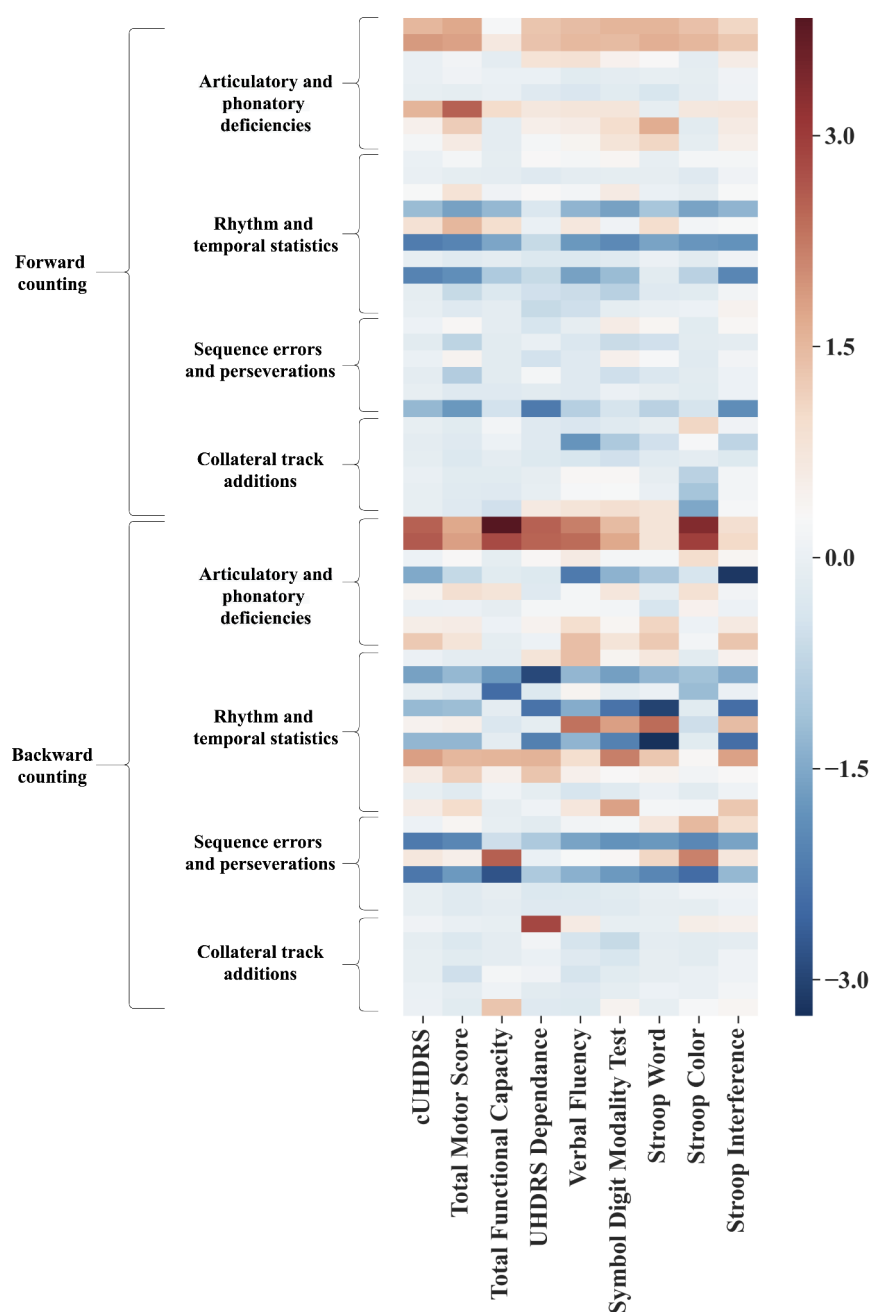 Forward
counting
Articulatory and
phonatory
deficiencies
Rhythm and
temporal statistics
Sequence errors
and perseverations
Collateral track
additions
Backward
counting
Articulatory and
phonatory
deficiencies
Rhythm and
temporal statistics
Sequence errors
and perseverations
Collateral track
additions
3.0
1.5
0.0
−1.5
−3.0
cUHDRS
Total Motor Score
Total Functional Capacity
UHDRS Dependance
Verbal Fluency
Symbol Digit Modality Test
Stroop Word
Stroop Color
Stroop Interference